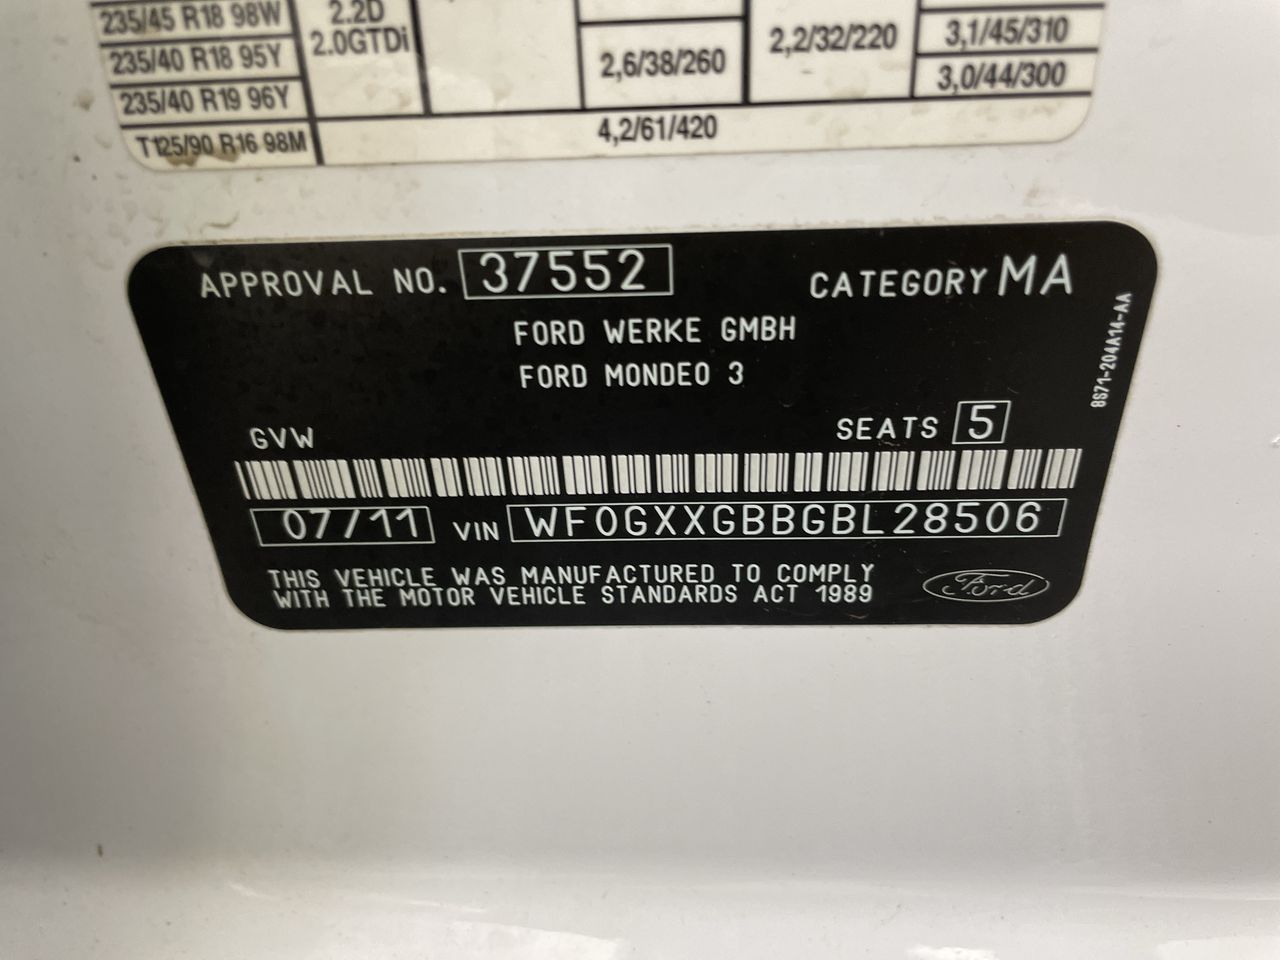 235/45 R18 98W
2.2D
235/40 R18 95Y
2.0GTDi
2,6/38/260
2,2/32/220
3,1/45/310
3,0/44/300
235/40 R19 96Y
T125/90 R16 98M
4,2/61/420
APPROVAL NO. 37552 CATEGORY MA
FORD WERKE GMBH
FORD MONDEO 3
8S71-204A14-AA
GVW SEATS 5
07/11 VIN WF0GXXGBBGBL28506
THIS VEHICLE WAS MANUFACTURED TO COMPLY
WITH THE MOTOR VEHICLE STANDARDS ACT 1989
Ford